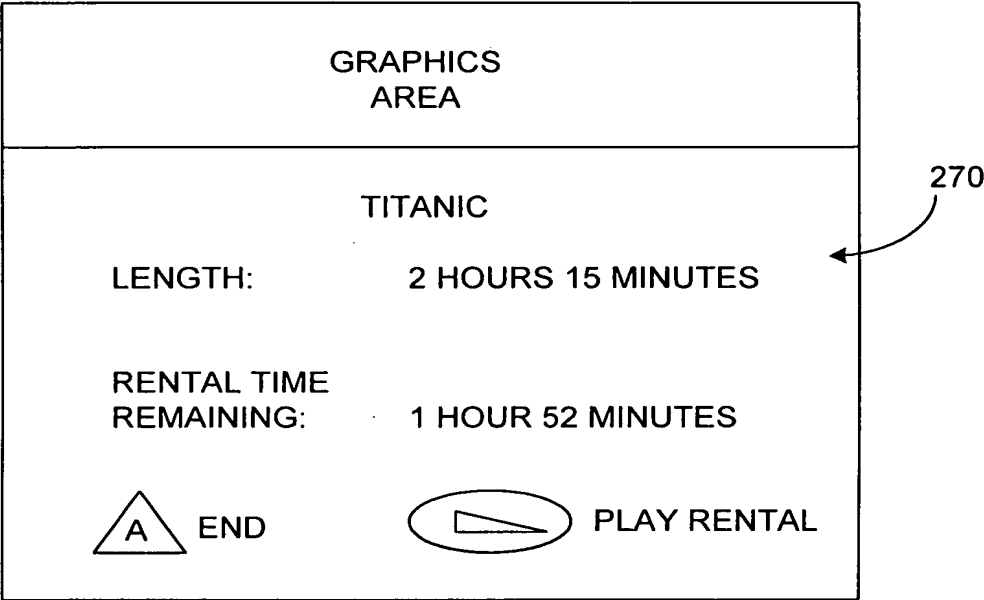 GRAPHICS
AREA
270
TITANIC
LENGTH: 2 HOURS 15 MINUTES
RENTAL TIME
REMAINING: 1 HOUR 52 MINUTES
A END PLAY RENTAL